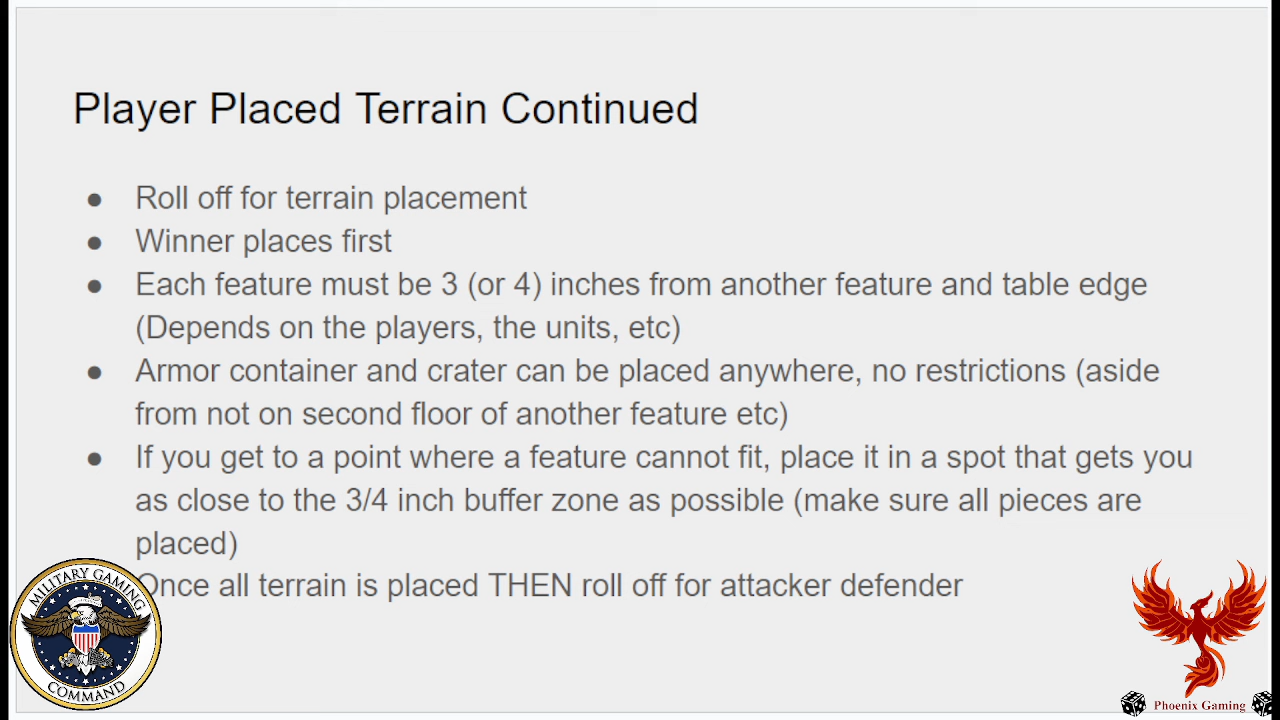 Player Placed Terrain Continued
● Roll off for terrain placement
● Winner places first
● Each feature must be 3 (or 4) inches from another feature and table edge
(Depends on the players, the units, etc)
● Armor container and crater can be placed anywhere, no restrictions (aside
from not on second floor of another feature etc)
● If you get to a point where a feature cannot fit, place it in a spot that gets you
as close to the 3/4 inch buffer zone as possible (make sure all pieces are
placed)
Once all terrain is placed THEN roll off for attacker defender
MILITARY GAMING
COMMAND
Phoenix Gaming